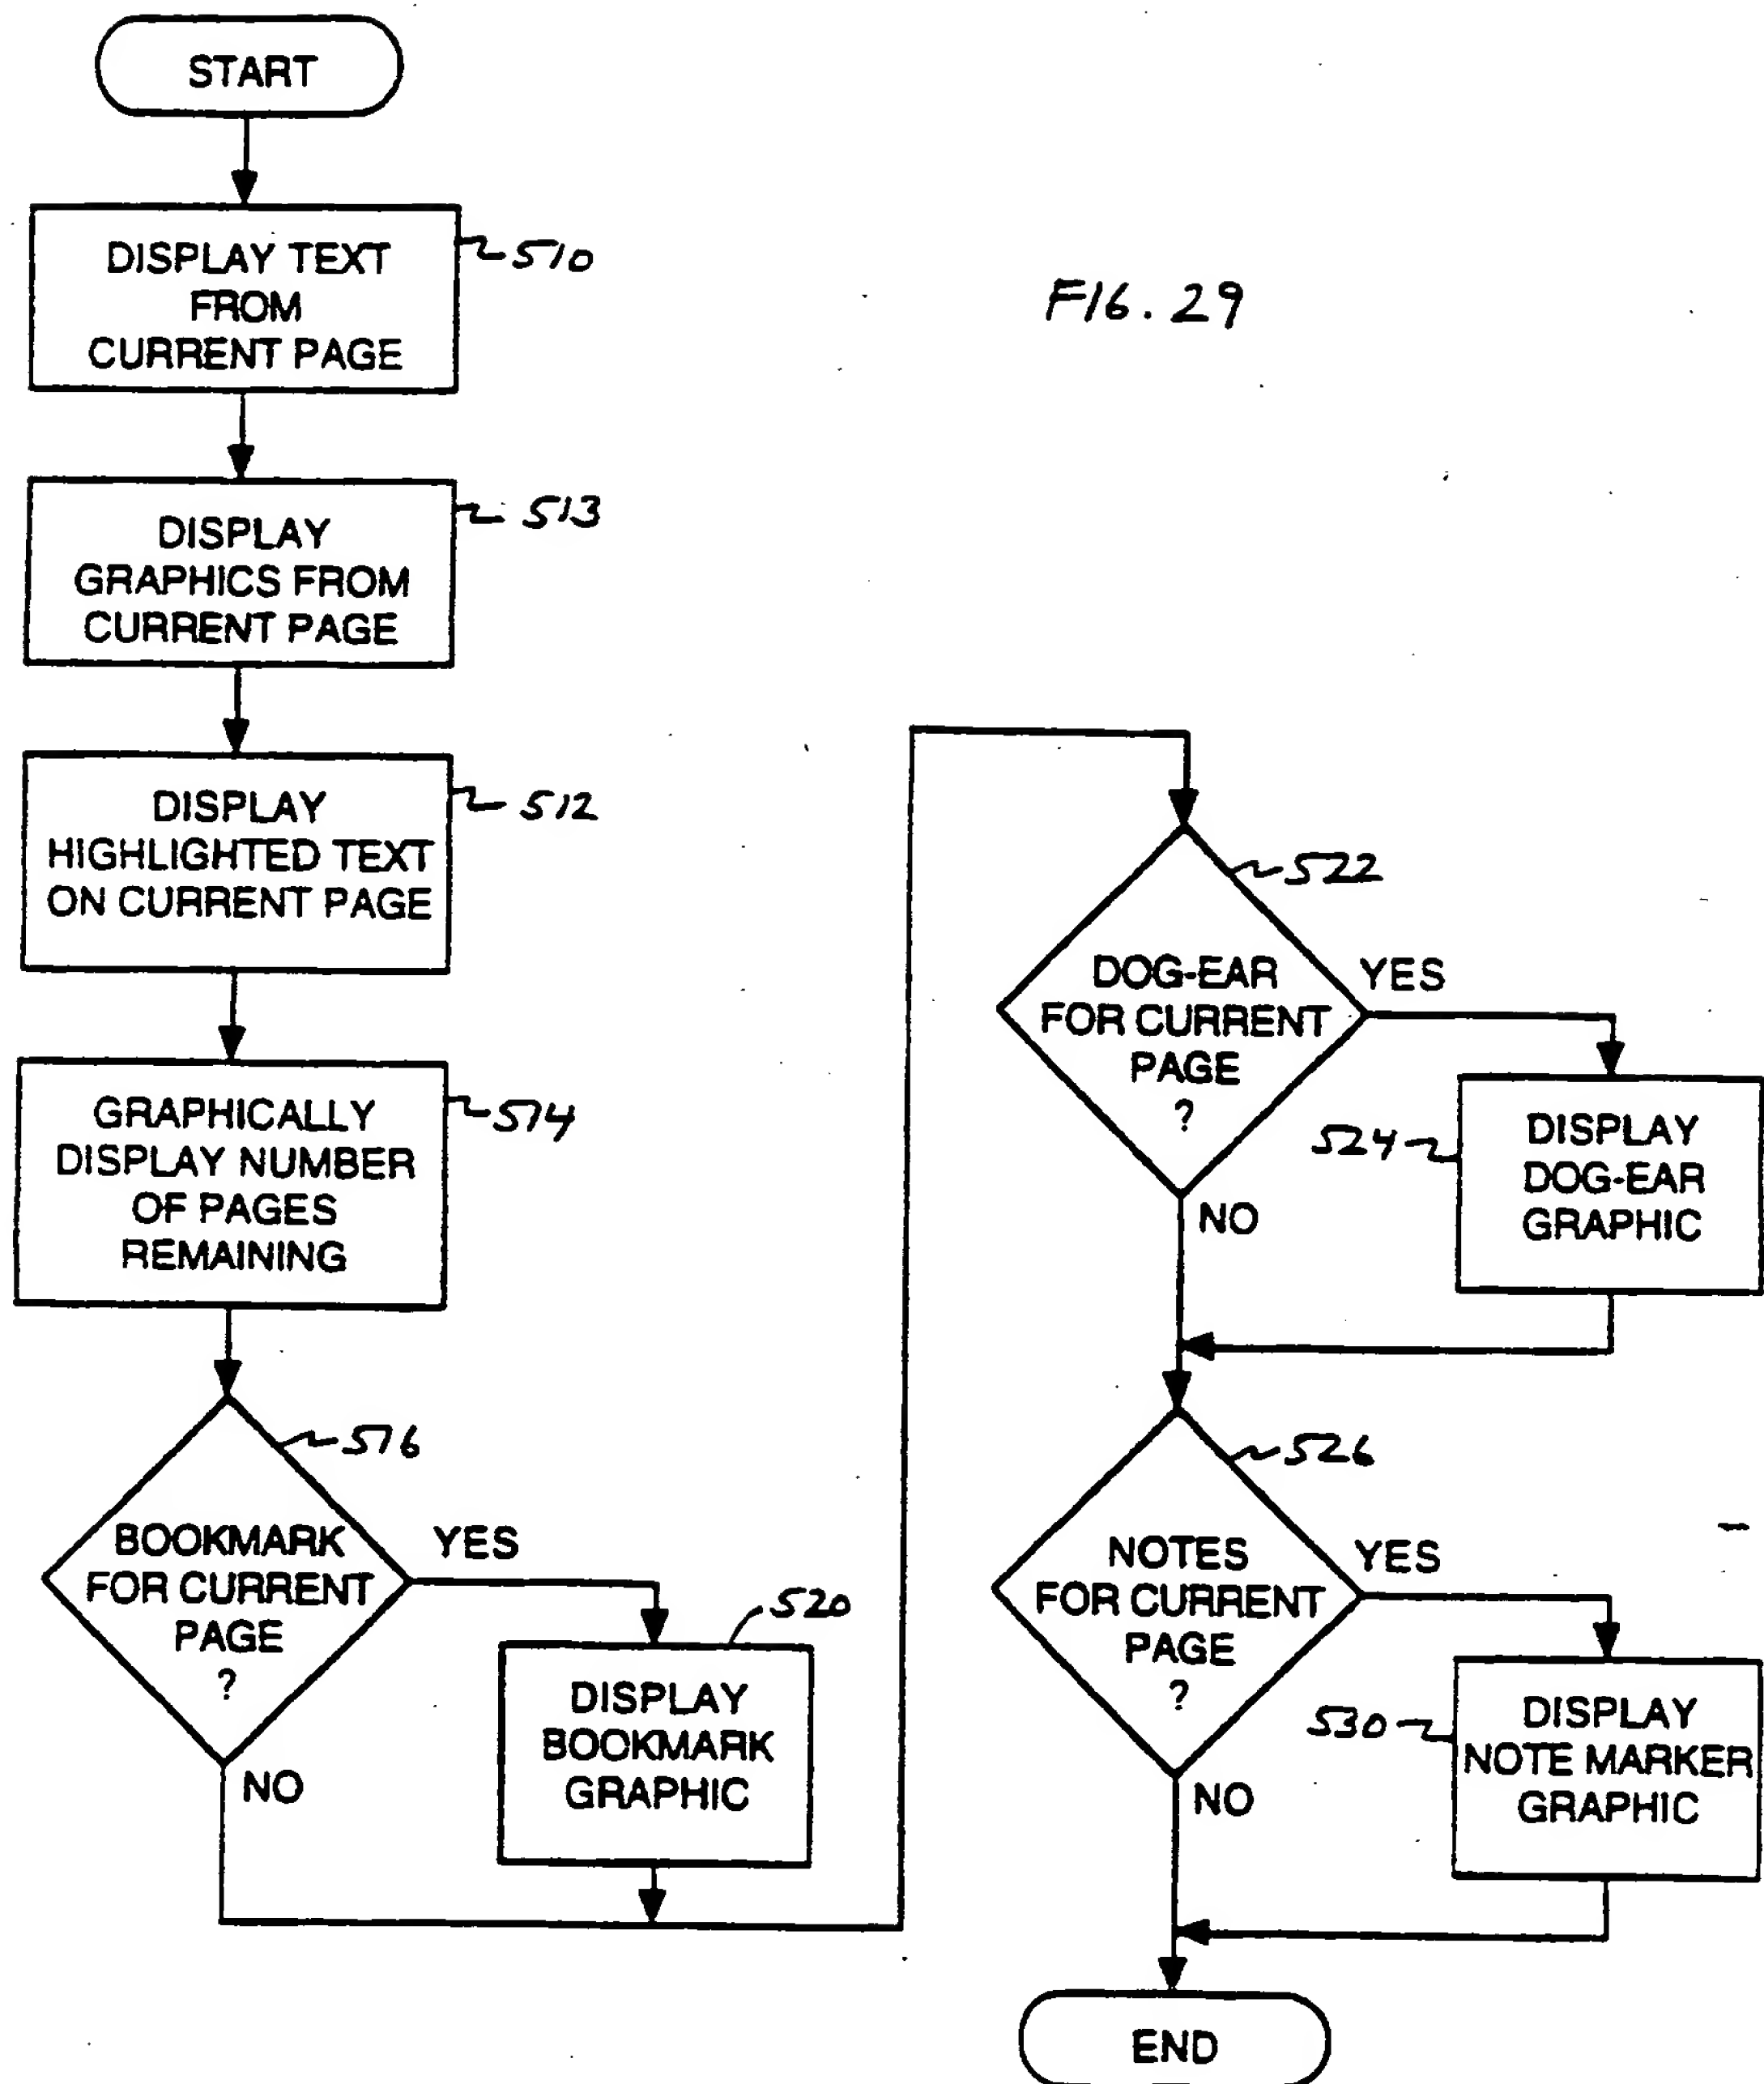 START
DISPLAY TEXT
FROM
CURRENT PAGE
510
FIG. 29
DISPLAY
GRAPHICS FROM
CURRENT PAGE
513
DISPLAY
HIGHLIGHTED TEXT
ON CURRENT PAGE
512
GRAPHICALLY
DISPLAY NUMBER
OF PAGES
REMAINING
514
BOOKMARK
FOR CURRENT
PAGE
?
516
YES
NO
520
DISPLAY
BOOKMARK
GRAPHIC
522
DOG-EAR
FOR CURRENT
PAGE
?
YES
NO
524
DISPLAY
DOG-EAR
GRAPHIC
526
NOTES
FOR CURRENT
PAGE
?
YES
NO
530
DISPLAY
NOTE MARKER
GRAPHIC
END